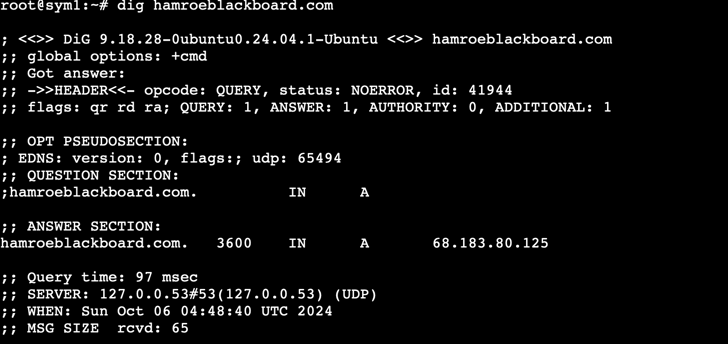 root@sym1:~# dig hamroeblackboard.com
; <<>> DiG 9.18.28-0ubuntu0.24.04.1-Ubuntu <<>> hamroeblackboard.com
;; global options: +cmd
;; Got answer:
;; ->>HEADER<<- opcode: QUERY, status: NOERROR, id: 41944
;; flags: qr rd ra; QUERY: 1, ANSWER: 1, AUTHORITY: 0, ADDITIONAL: 1
;; OPT PSEUDOSECTION:
; EDNS: version: 0, flags:; udp: 65494
;; QUESTION SECTION:
;hamroeblackboard.com. IN A
;; ANSWER SECTION:
hamroeblackboard.com. 3600 IN A 68.183.80.125
;; Query time: 97 msec
;; SERVER: 127.0.0.53#53(127.0.0.53) (UDP)
;; WHEN: Sun Oct 06 04:48:40 UTC 2024
;; MSG SIZE rcvd: 65